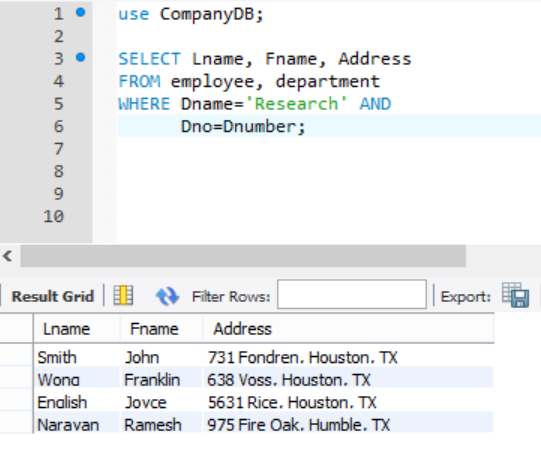 1 use CompanyDB;
2
3 SELECT Lname, Fname, Address
4 FROM employee, department
5 WHERE Dname='Research' AND
6 Dno=Dnumber;
7
8
9
10
Result Grid Filter Rows: Export:
Lname Fname Address
Smith John 731 Fondren, Houston, TX
Wong Franklin 638 Voss, Houston, TX
English Joyce 5631 Rice, Houston, TX
Narayan Ramesh 975 Fire Oak, Humble, TX